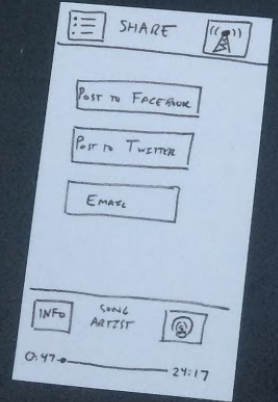 SHARE
POST TO FACEBOOK
POST TO TWITTER
EMAIL
INFO
SONG
ARTIST
0:47
24:17